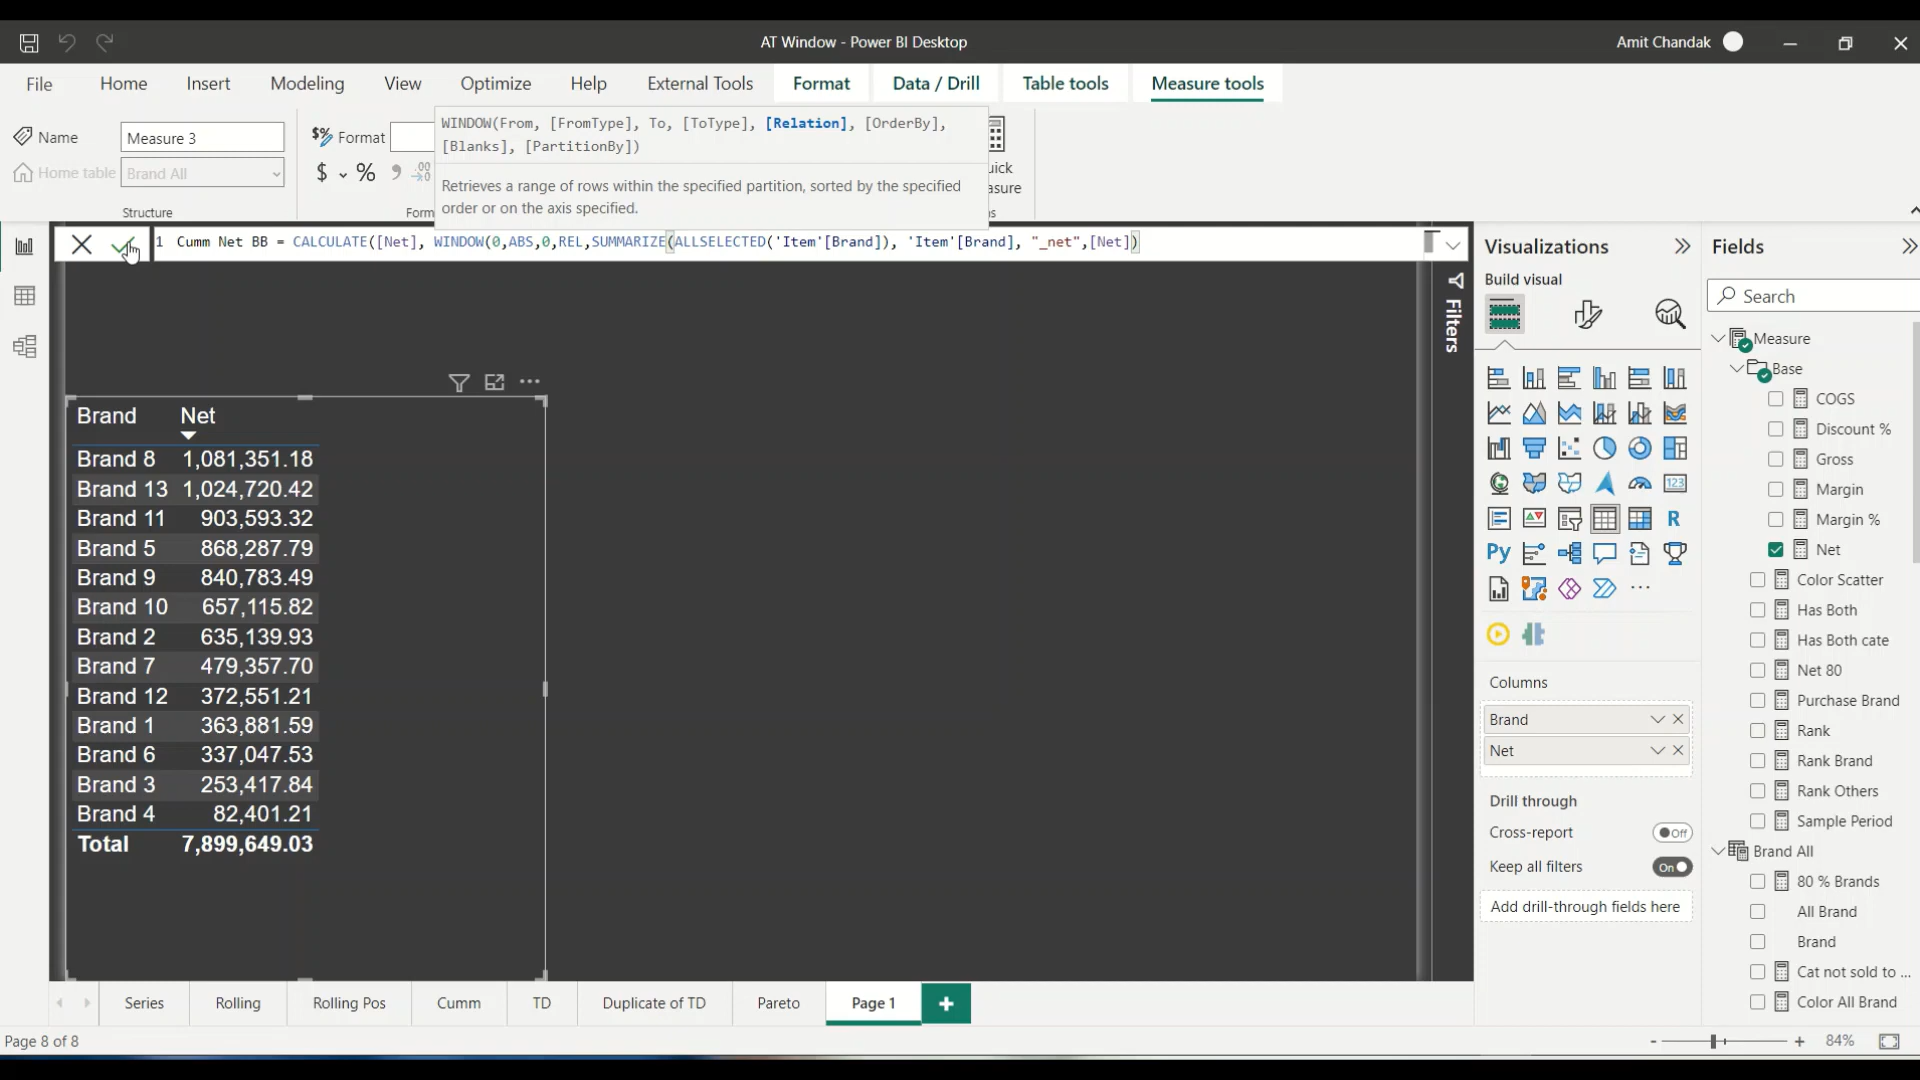 AT Window - Power BI Desktop
Amit Chandak
File Home Insert Modeling View Optimize Help External Tools Format Data / Drill Table tools Measure tools
Name Measure 3
Home table Brand All
Structure
$% Format
$ % 9 .00
WINDOW(From, [FromType], To, [ToType], [Relation], [OrderBy],
[Blanks], [PartitionBy])
Retrieves a range of rows within the specified partition, sorted by the specified
order or on the axis specified.
uick
asure
Form
s
1 Cumm Net BB = CALCULATE([Net], WINDOW(0,ABS,0,REL,SUMMARIZE(ALLSELECTED('Item'[Brand]), 'Item'[Brand], "_net",[Net])
Brand Net
Brand 8 1,081,351.18
Brand 13 1,024,720.42
Brand 11 903,593.32
Brand 5 868,287.79
Brand 9 840,783.49
Brand 10 657,115.82
Brand 2 635,139.93
Brand 7 479,357.70
Brand 12 372,551.21
Brand 1 363,881.59
Brand 6 337,047.53
Brand 3 253,417.84
Brand 4 82,401.21
Total 7,899,649.03
Filters
Visualizations
Build visual
123
R
Py
Columns
Brand
Net
Drill through
Cross-report Off
Keep all filters On
Add drill-through fields here
Fields
Search
Measure
Base
COGS
Discount %
Gross
Margin
Margin %
Net
Color Scatter
Has Both
Has Both cate
Net 80
Purchase Brand
Rank
Rank Brand
Rank Others
Sample Period
Brand All
80 % Brands
All Brand
Brand
Cat not sold to ...
Color All Brand
Series Rolling Rolling Pos Cumm TD Duplicate of TD Pareto Page 1 +
Page 8 of 8
- + 84%